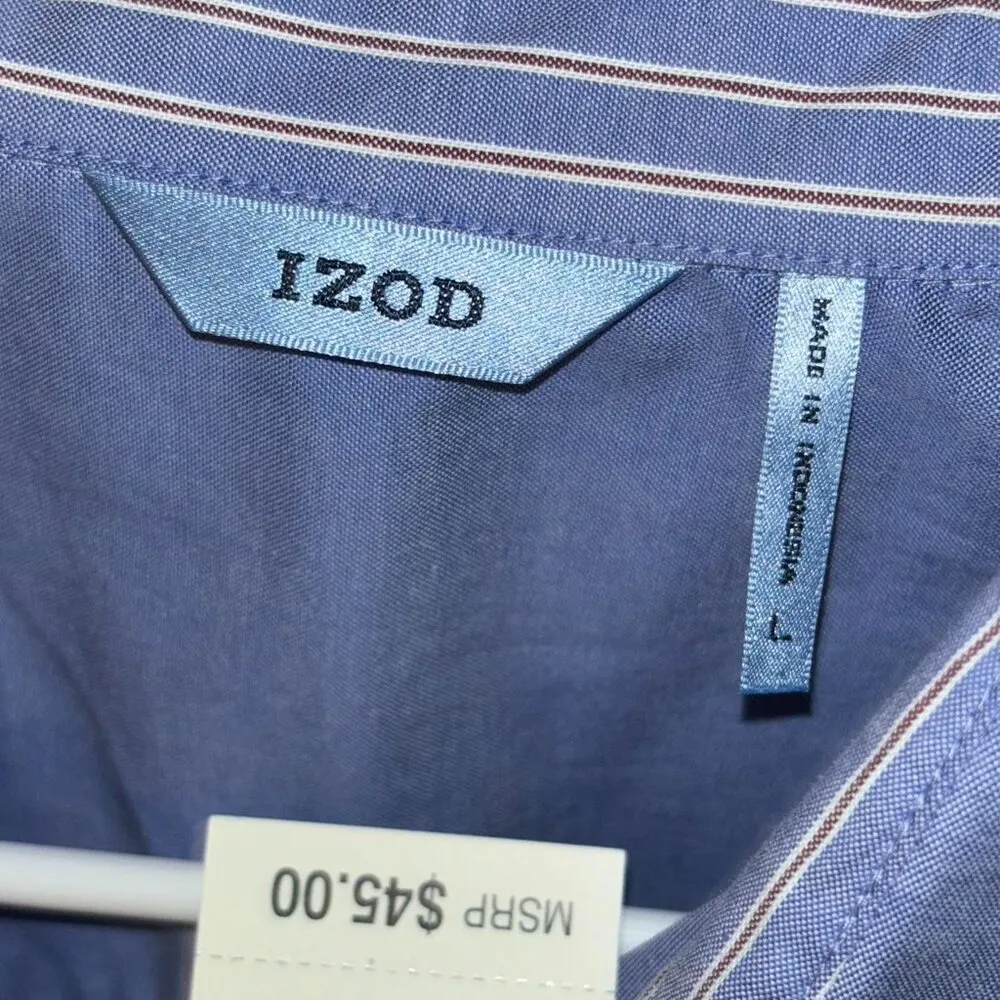 IZOD
MADE IN INDONESIA
L
MSRP $45.00